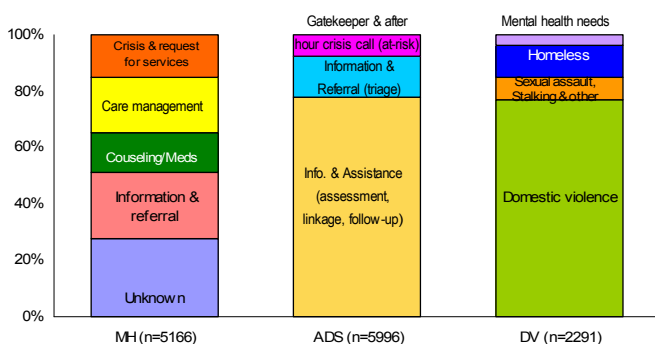 Gatekeeper & after
Mental health needs
100%
80%
60%
40%
20%
0%
Crisis & request
for services
Care management
Couseling/Meds
Information &
referral
Unknown
hour crisis call (at-risk)
Information &
Referral (triage)
Info. & Assistance
(assessment,
linkage, follow-up)
Homeless
Sexual assault,
Stalking & other
Domestic violence
MH (n=5166)
ADS (n=5996)
DV (n=2291)